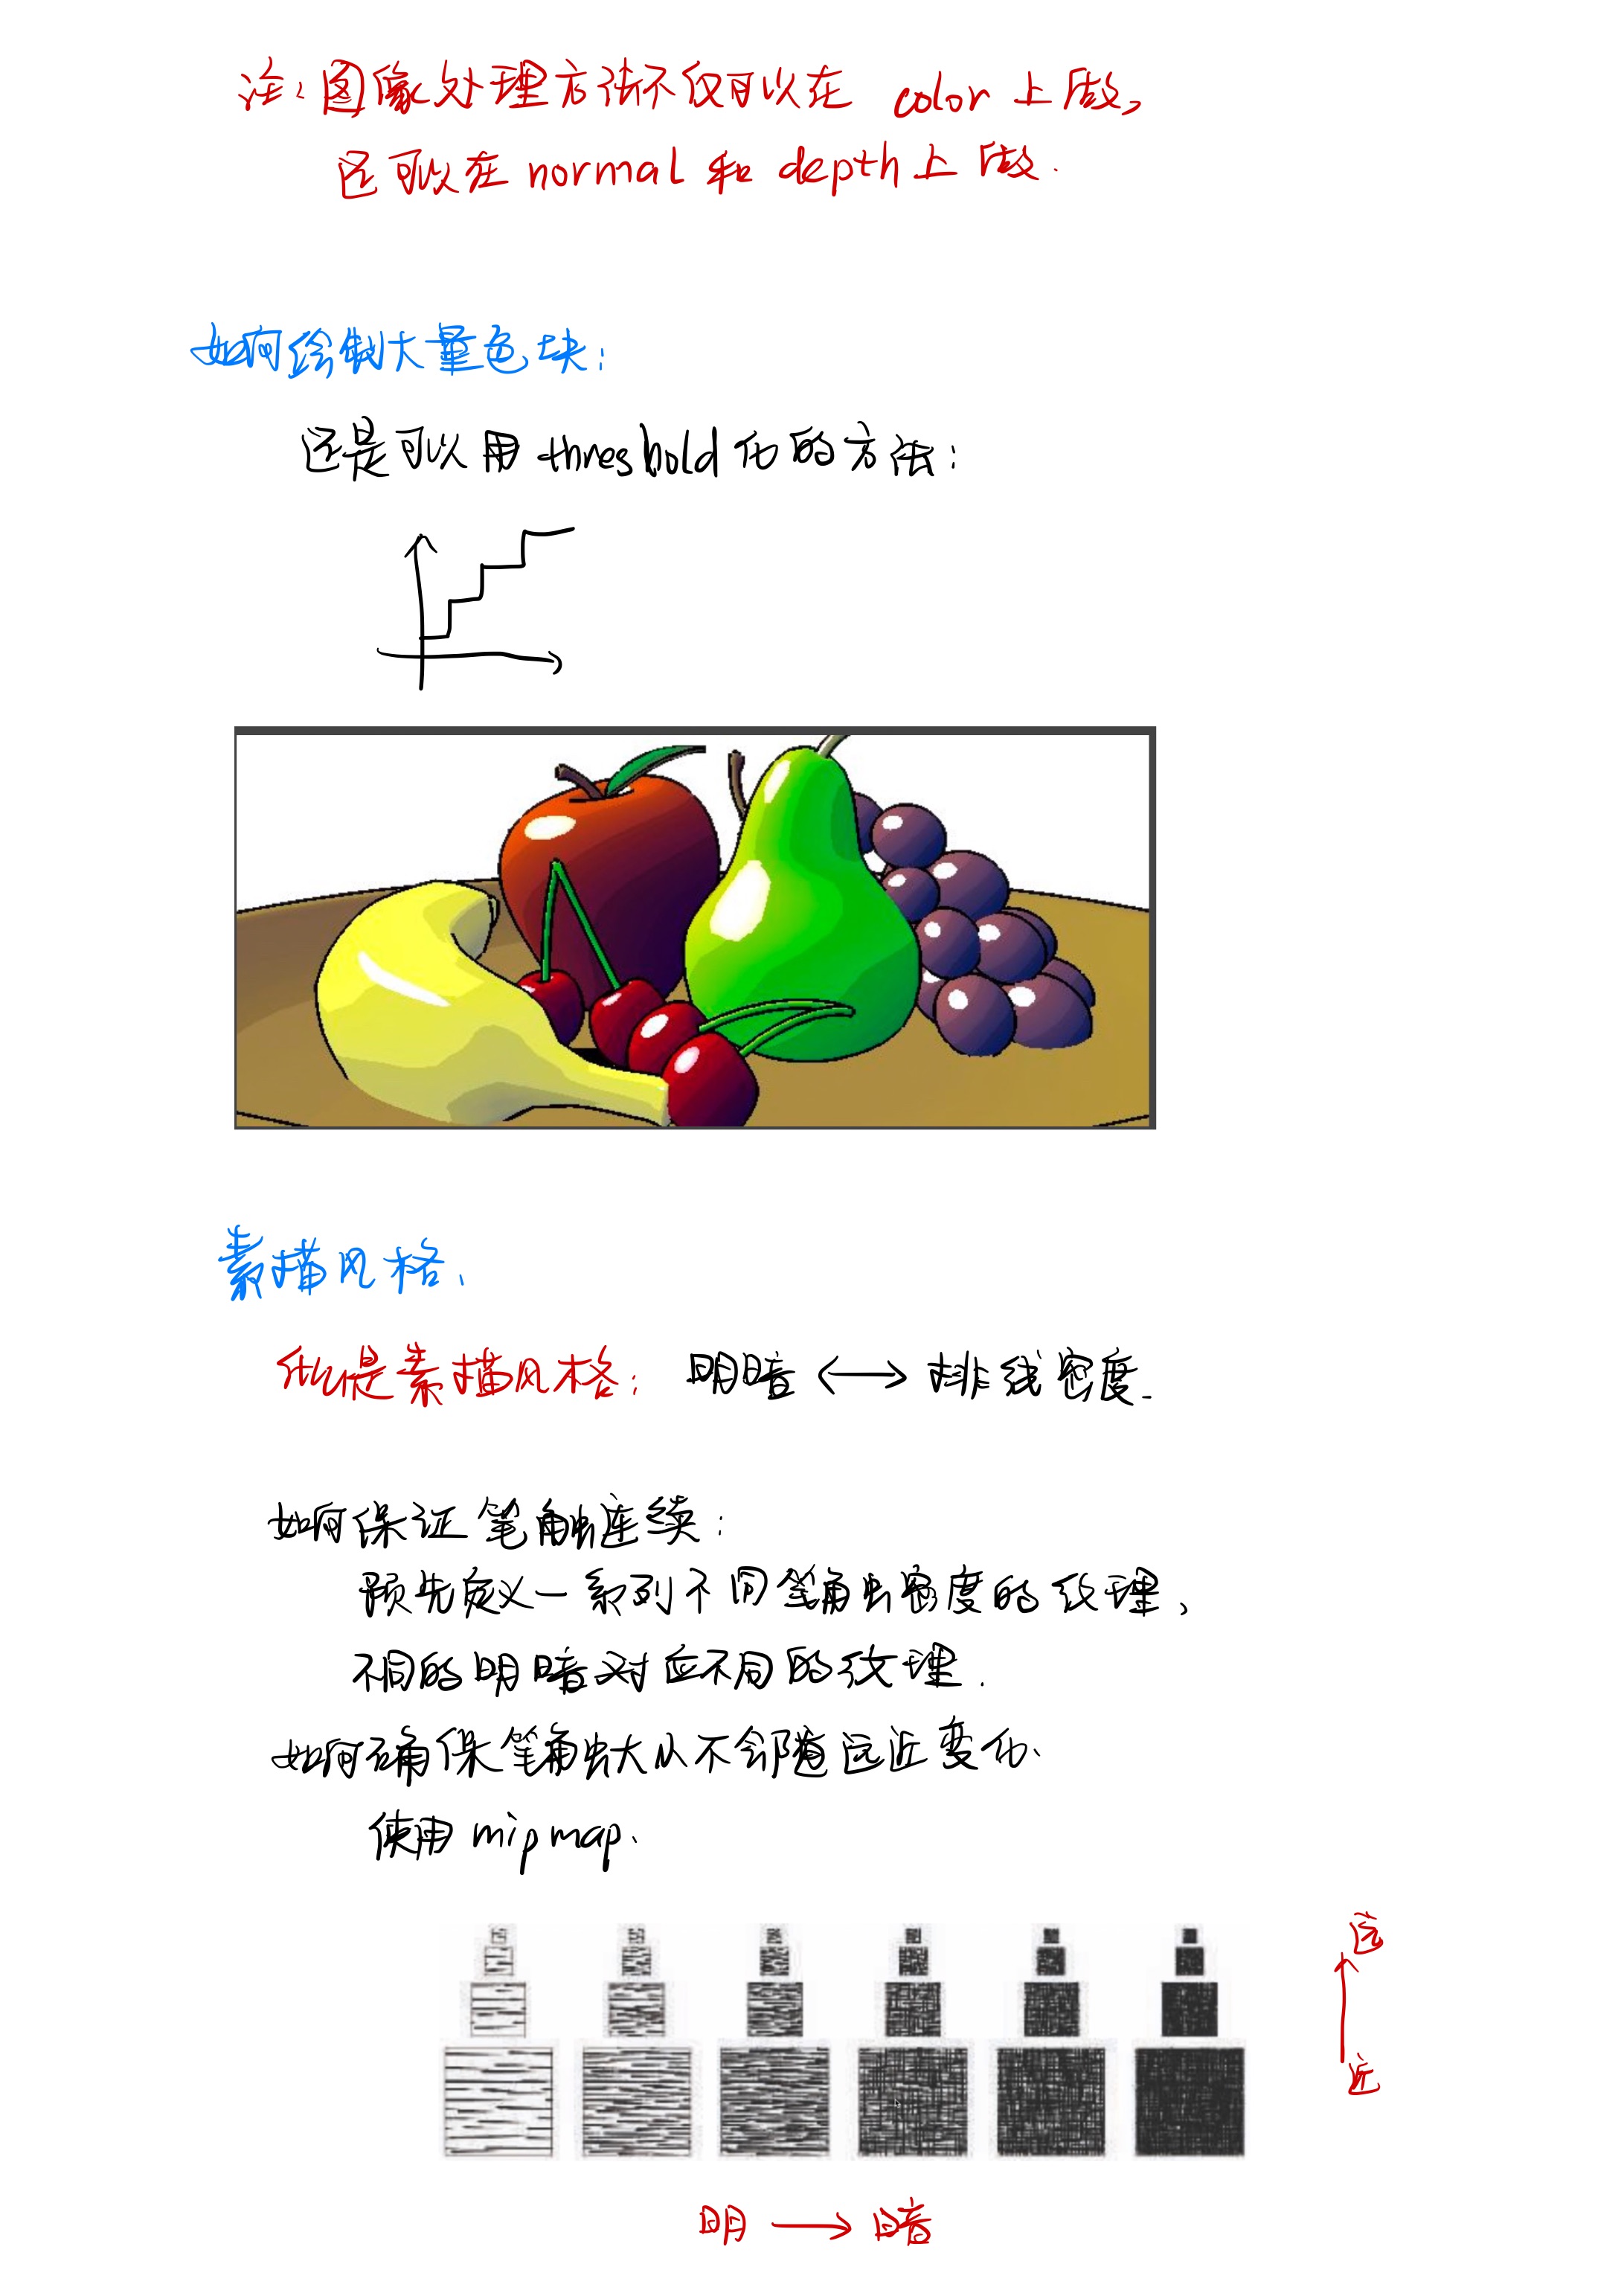 注：图像处理方法不仅可以在 color 上做，
还可以在 normal 和 depth 上做.
如何绘制大量色块：
还是可以用 threshold 化的方法：
素描风格：
什么是素描风格： 明暗 ⟷ 排线密度.
如何保证笔触连续：
预先定义一系列不同笔触密度的纹理，
不同的明暗对应不同的纹理.
如何确保笔触大小不会随远近变化.
使用 mipmap.
远
近
明 → 暗